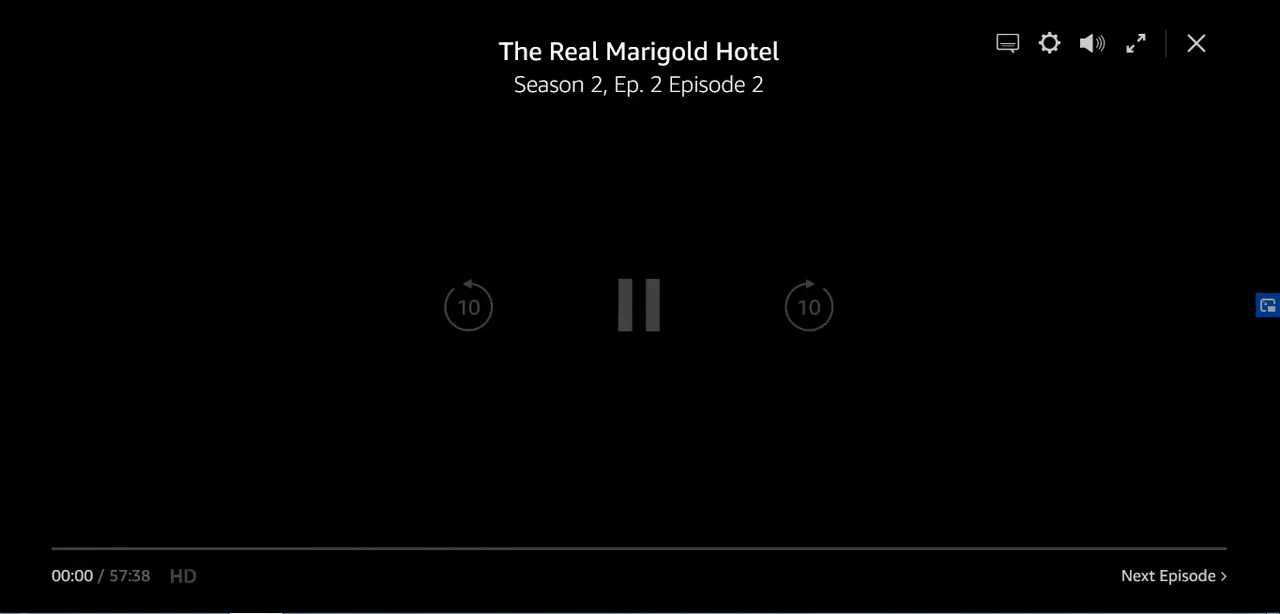 The Real Marigold Hotel
Season 2, Ep. 2 Episode 2
10
10
00:00 / 57:38 HD
Next Episode >